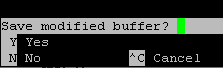 Save modified buffer?
Y Yes
N No ^C Cancel